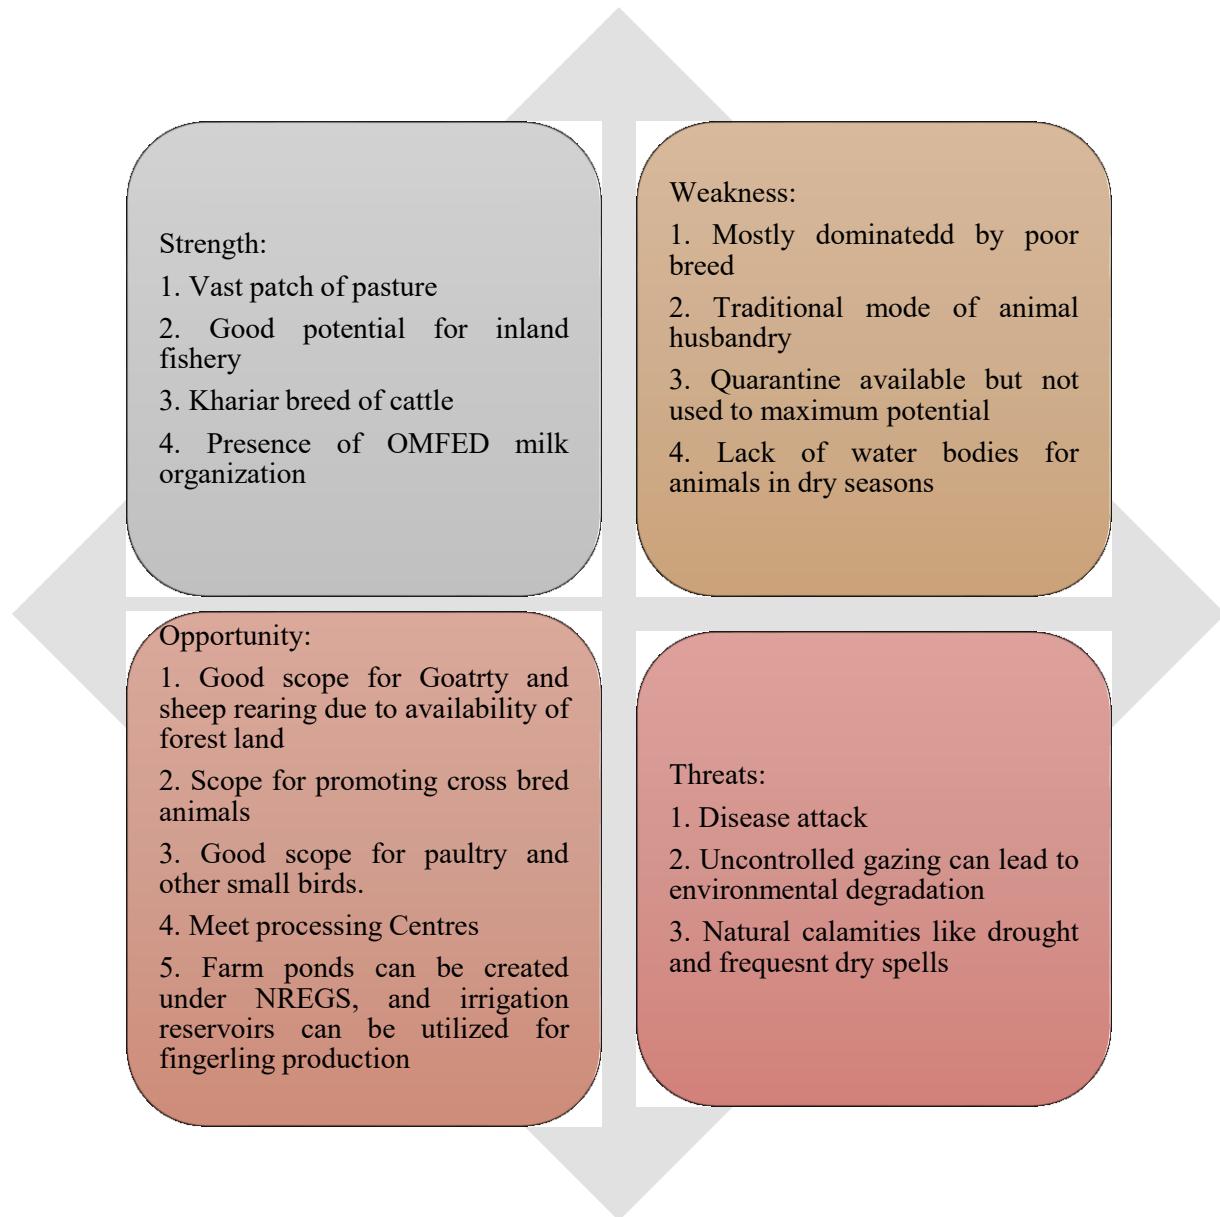 Strength:
1. Vast patch of pasture
2. Good potential for inland
fishery
3. Khariar breed of cattle
4. Presence of OMFED milk
organization
Weakness:
1. Mostly dominatedd by poor
breed
2. Traditional mode of animal
husbandry
3. Quarantine available but not
used to maximum potential
4. Lack of water bodies for
animals in dry seasons
Opportunity:
1. Good scope for Goatrty and
sheep rearing due to availability of
forest land
2. Scope for promoting cross bred
animals
3. Good scope for paultry and
other small birds.
4. Meet processing Centres
5. Farm ponds can be created
under NREGS, and irrigation
reservoirs can be utilized for
fingerling production
Threats:
1. Disease attack
2. Uncontrolled gazing can lead to
environmental degradation
3. Natural calamities like drought
and frequesnt dry spells